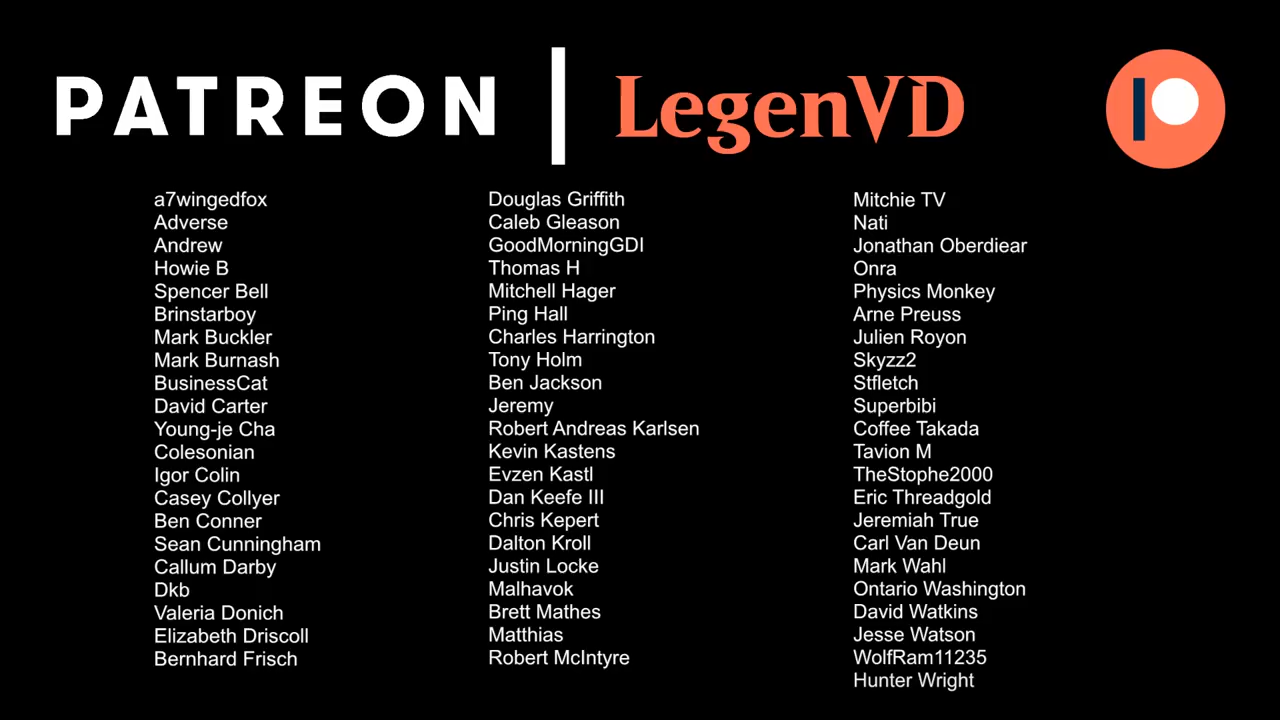 PATREON | LegenVD
a7wingedfox
Adverse
Andrew
Howie B
Spencer Bell
Brinstarboy
Mark Buckler
Mark Burnash
BusinessCat
David Carter
Young-je Cha
Colesonian
Igor Colin
Casey Collyer
Ben Conner
Sean Cunningham
Callum Darby
Dkb
Valeria Donich
Elizabeth Driscoll
Bernhard Frisch
Douglas Griffith
Caleb Gleason
GoodMorningGDI
Thomas H
Mitchell Hager
Ping Hall
Charles Harrington
Tony Holm
Ben Jackson
Jeremy
Robert Andreas Karlsen
Kevin Kastens
Evzen Kastl
Dan Keefe III
Chris Kepert
Dalton Kroll
Justin Locke
Malhavok
Brett Mathes
Matthias
Robert McIntyre
Mitchie TV
Nati
Jonathan Oberdiear
Onra
Physics Monkey
Arne Preuss
Julien Royon
Skyzz2
Stfletch
Superbibi
Coffee Takada
Tavion M
TheStophe2000
Eric Threadgold
Jeremiah True
Carl Van Deun
Mark Wahl
Ontario Washington
David Watkins
Jesse Watson
WolfRam11235
Hunter Wright